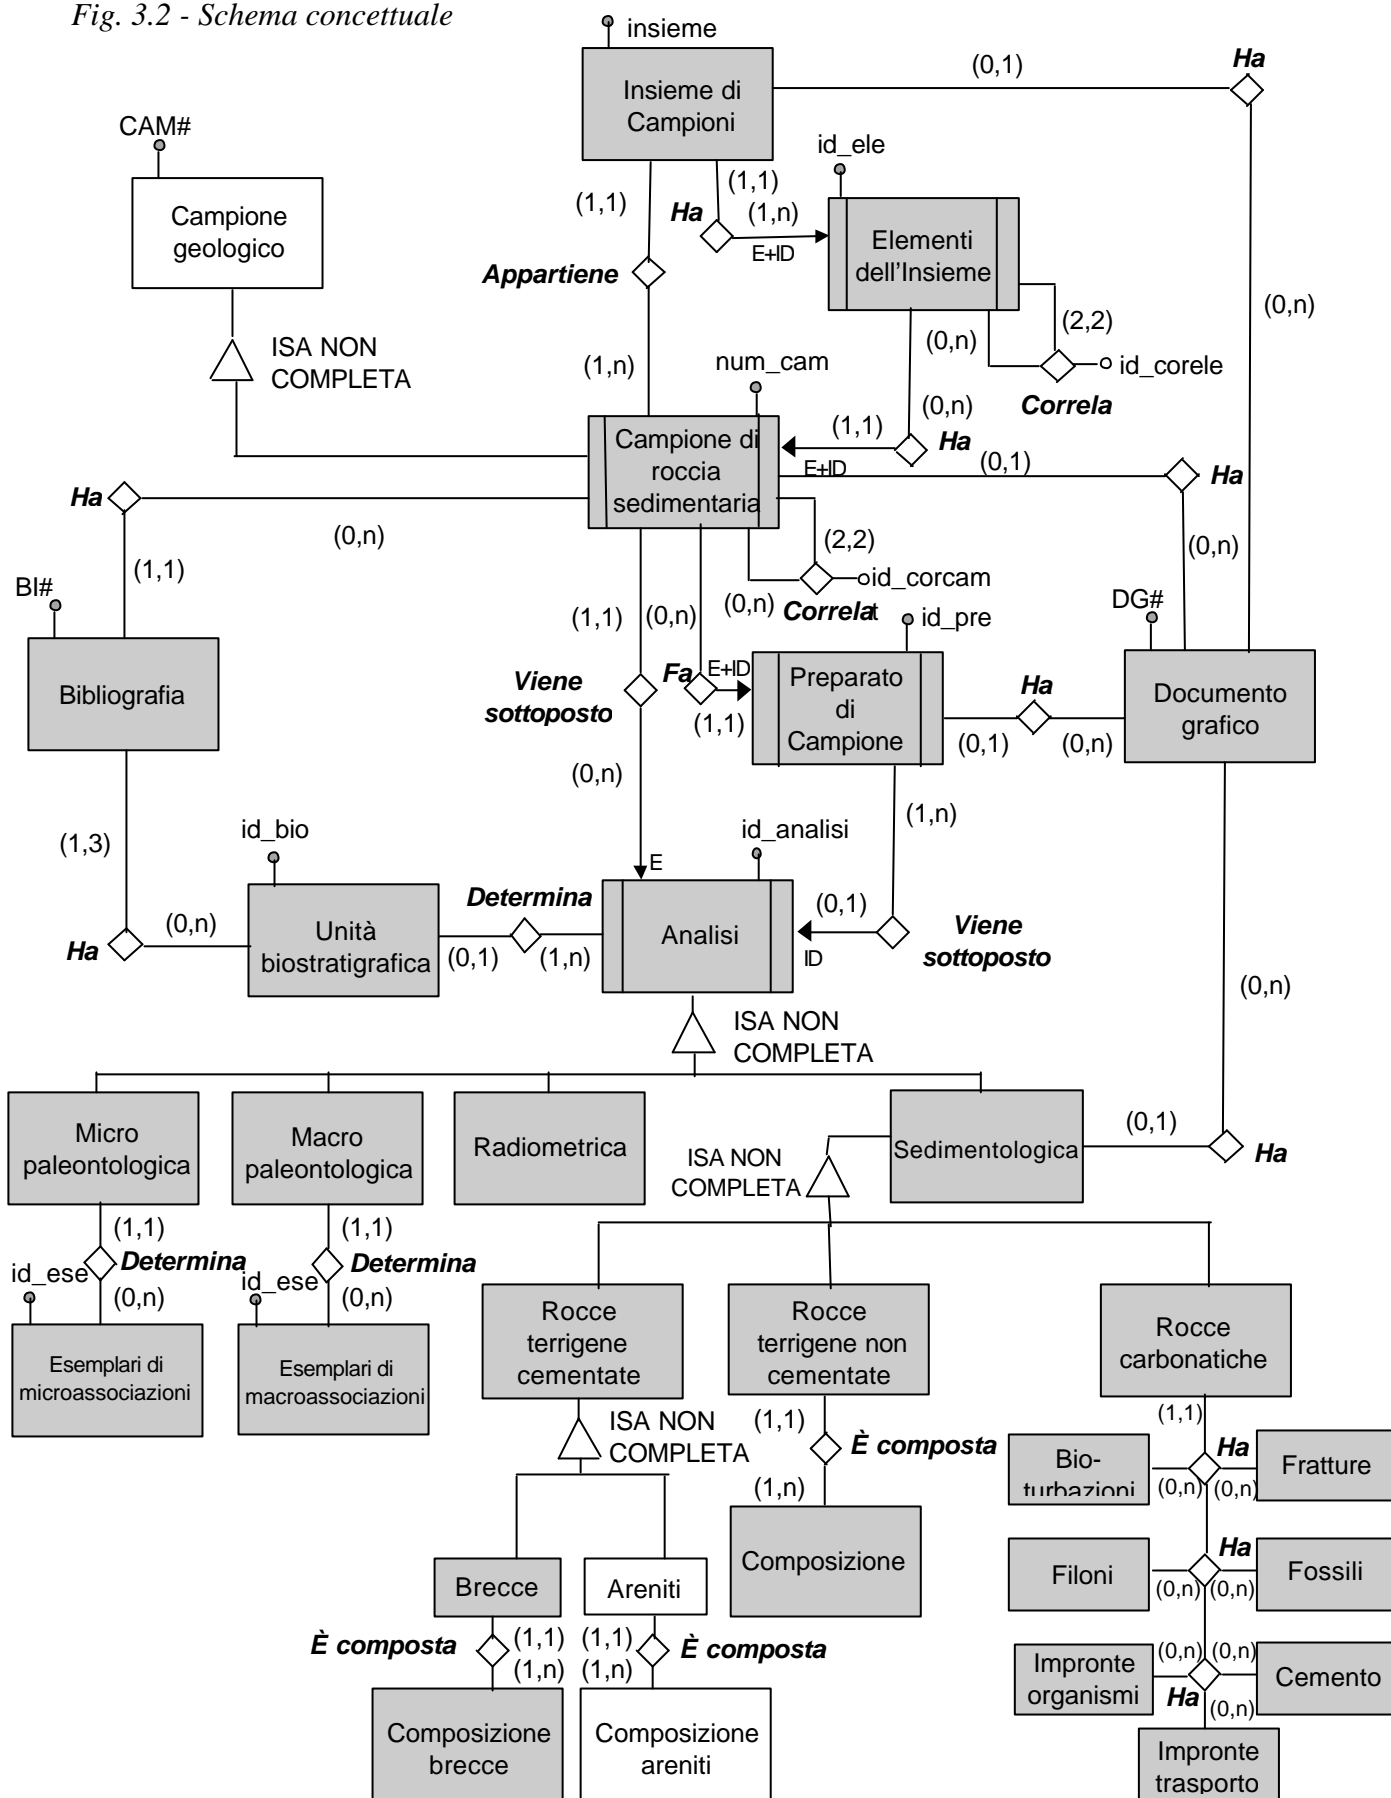 Fig. 3.2 - Schema concettuale
insieme
Insieme di
Campioni
(0,1)
Ha
CAM#
Campione
geologico
id_ele
(1,1)
(1,1)
Ha
(1,n)
E+ID
Elementi
dell'Insieme
Appartiene
(0,n)
(2,2)
(0,n)
id_corele
Correla
ISA NON
COMPLETA
(1,n)
num_cam
(0,n)
(1,1)
Ha
E+ID
Campione di
roccia
sedimentaria
(0,1)
Ha
Ha
(0,n)
(0,n)
(2,2)
id_corcam
(0,n)
Correla
t
(1,1)
BI#
(1,1)
(0,n)
id_pre
DG#
Bibliografia
Viene
sottoposto
Fa
E+ID
(1,1)
Preparato
di
Campione
Ha
(0,1)
(0,n)
Documento
grafico
(0,n)
(1,n)
(1,3)
id_bio
id_analisi
E
Determina
(0,1)
Ha
(0,n)
Unità
biostratigrafica
(0,1)
(1,n)
Analisi
ID
Viene
sottoposto
(0,n)
ISA NON
COMPLETA
Micro
paleontologica
Macro
paleontologica
Radiometrica
Sedimentologica
(0,1)
Ha
ISA NON
COMPLETA
(1,1)
(1,1)
Determina
Determina
id_ese
id_ese
(0,n)
(0,n)
Esemplari di
microassociazioni
Esemplari di
macroassociazioni
Rocce
terrigene
cementate
Rocce
terrigene non
cementate
Rocce
carbonatiche
ISA NON
COMPLETA
(1,1)
È composta
(1,n)
(1,1)
Ha
Bio-
turbazioni
(0,n)
(0,n)
Fratture
Composizione
Ha
Filoni
(0,n)
(0,n)
Fossili
Brecce
Areniti
È composta
(1,1)
(1,n)
(1,1)
(1,n)
È composta
(0,n)
(0,n)
Impronte
organismi
Ha
Cemento
(0,n)
Composizione
brecce
Composizione
areniti
Impronte
trasporto